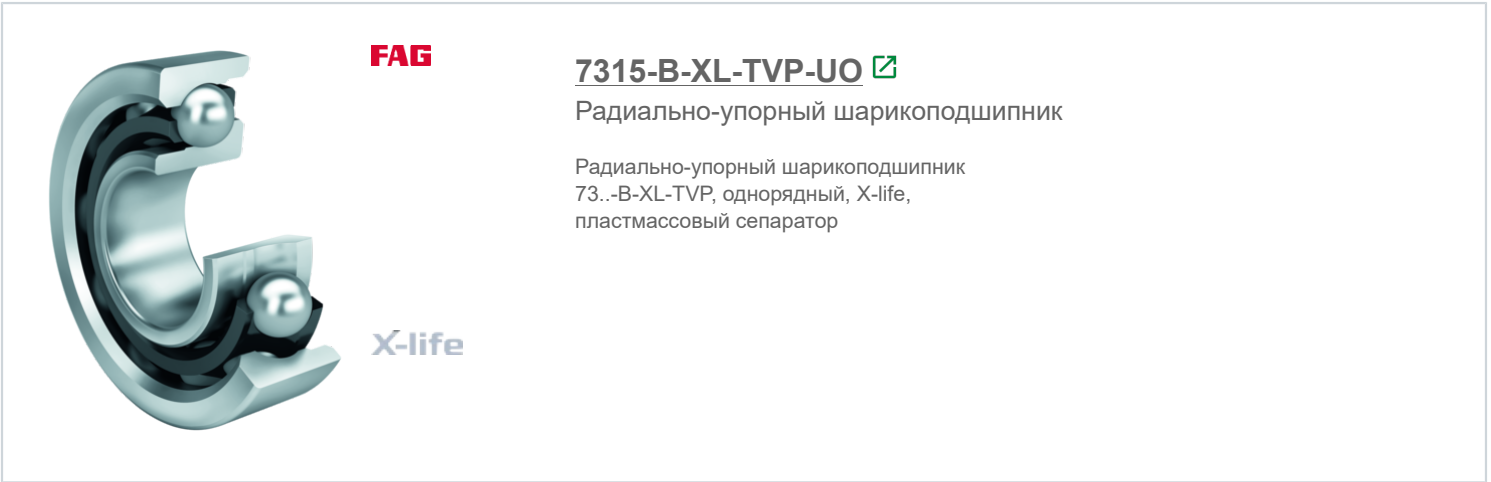 FAG
7315-B-XL-TVP-UO
Радиально-упорный шарикоподшипник
Радиально-упорный шарикоподшипник
73..-B-XL-TVP, однорядный, X-life,
пластмассовый сепаратор
X-life